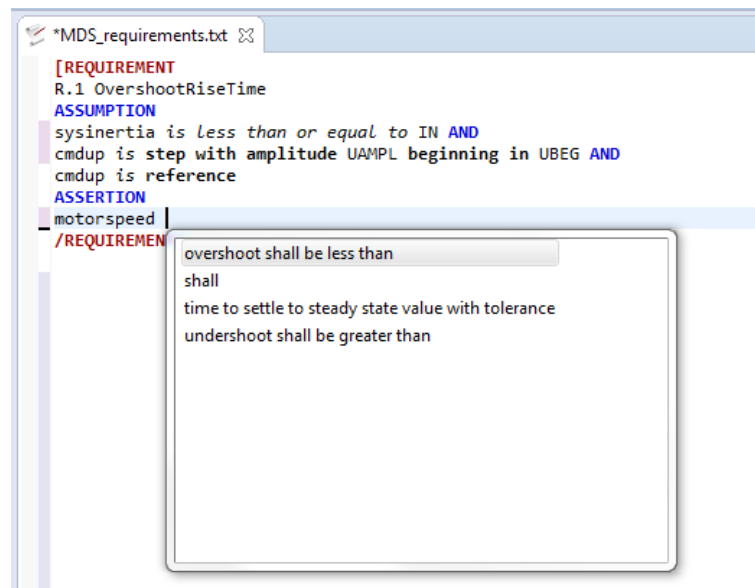 *MDS_requirements.txt
[REQUIREMENT
R.1 OvershootRiseTime
ASSUMPTION
sysinertia is less than or equal to IN AND
cmdup is step with amplitude UAMPL beginning in UBEG AND
cmdup is reference
ASSERTION
motorspeed
/REQUIREMEN
overshoot shall be less than
shall
time to settle to steady state value with tolerance
undershoot shall be greater than